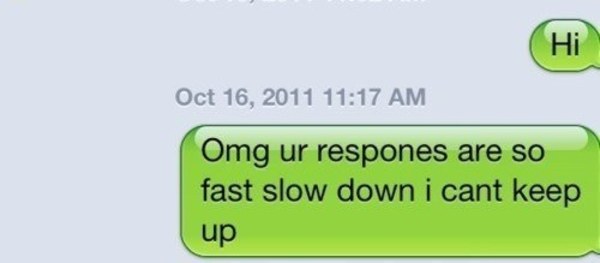 Hi
Oct 16, 2011 11:17 AM
Omg ur respones are so
fast slow down i cant keep
up